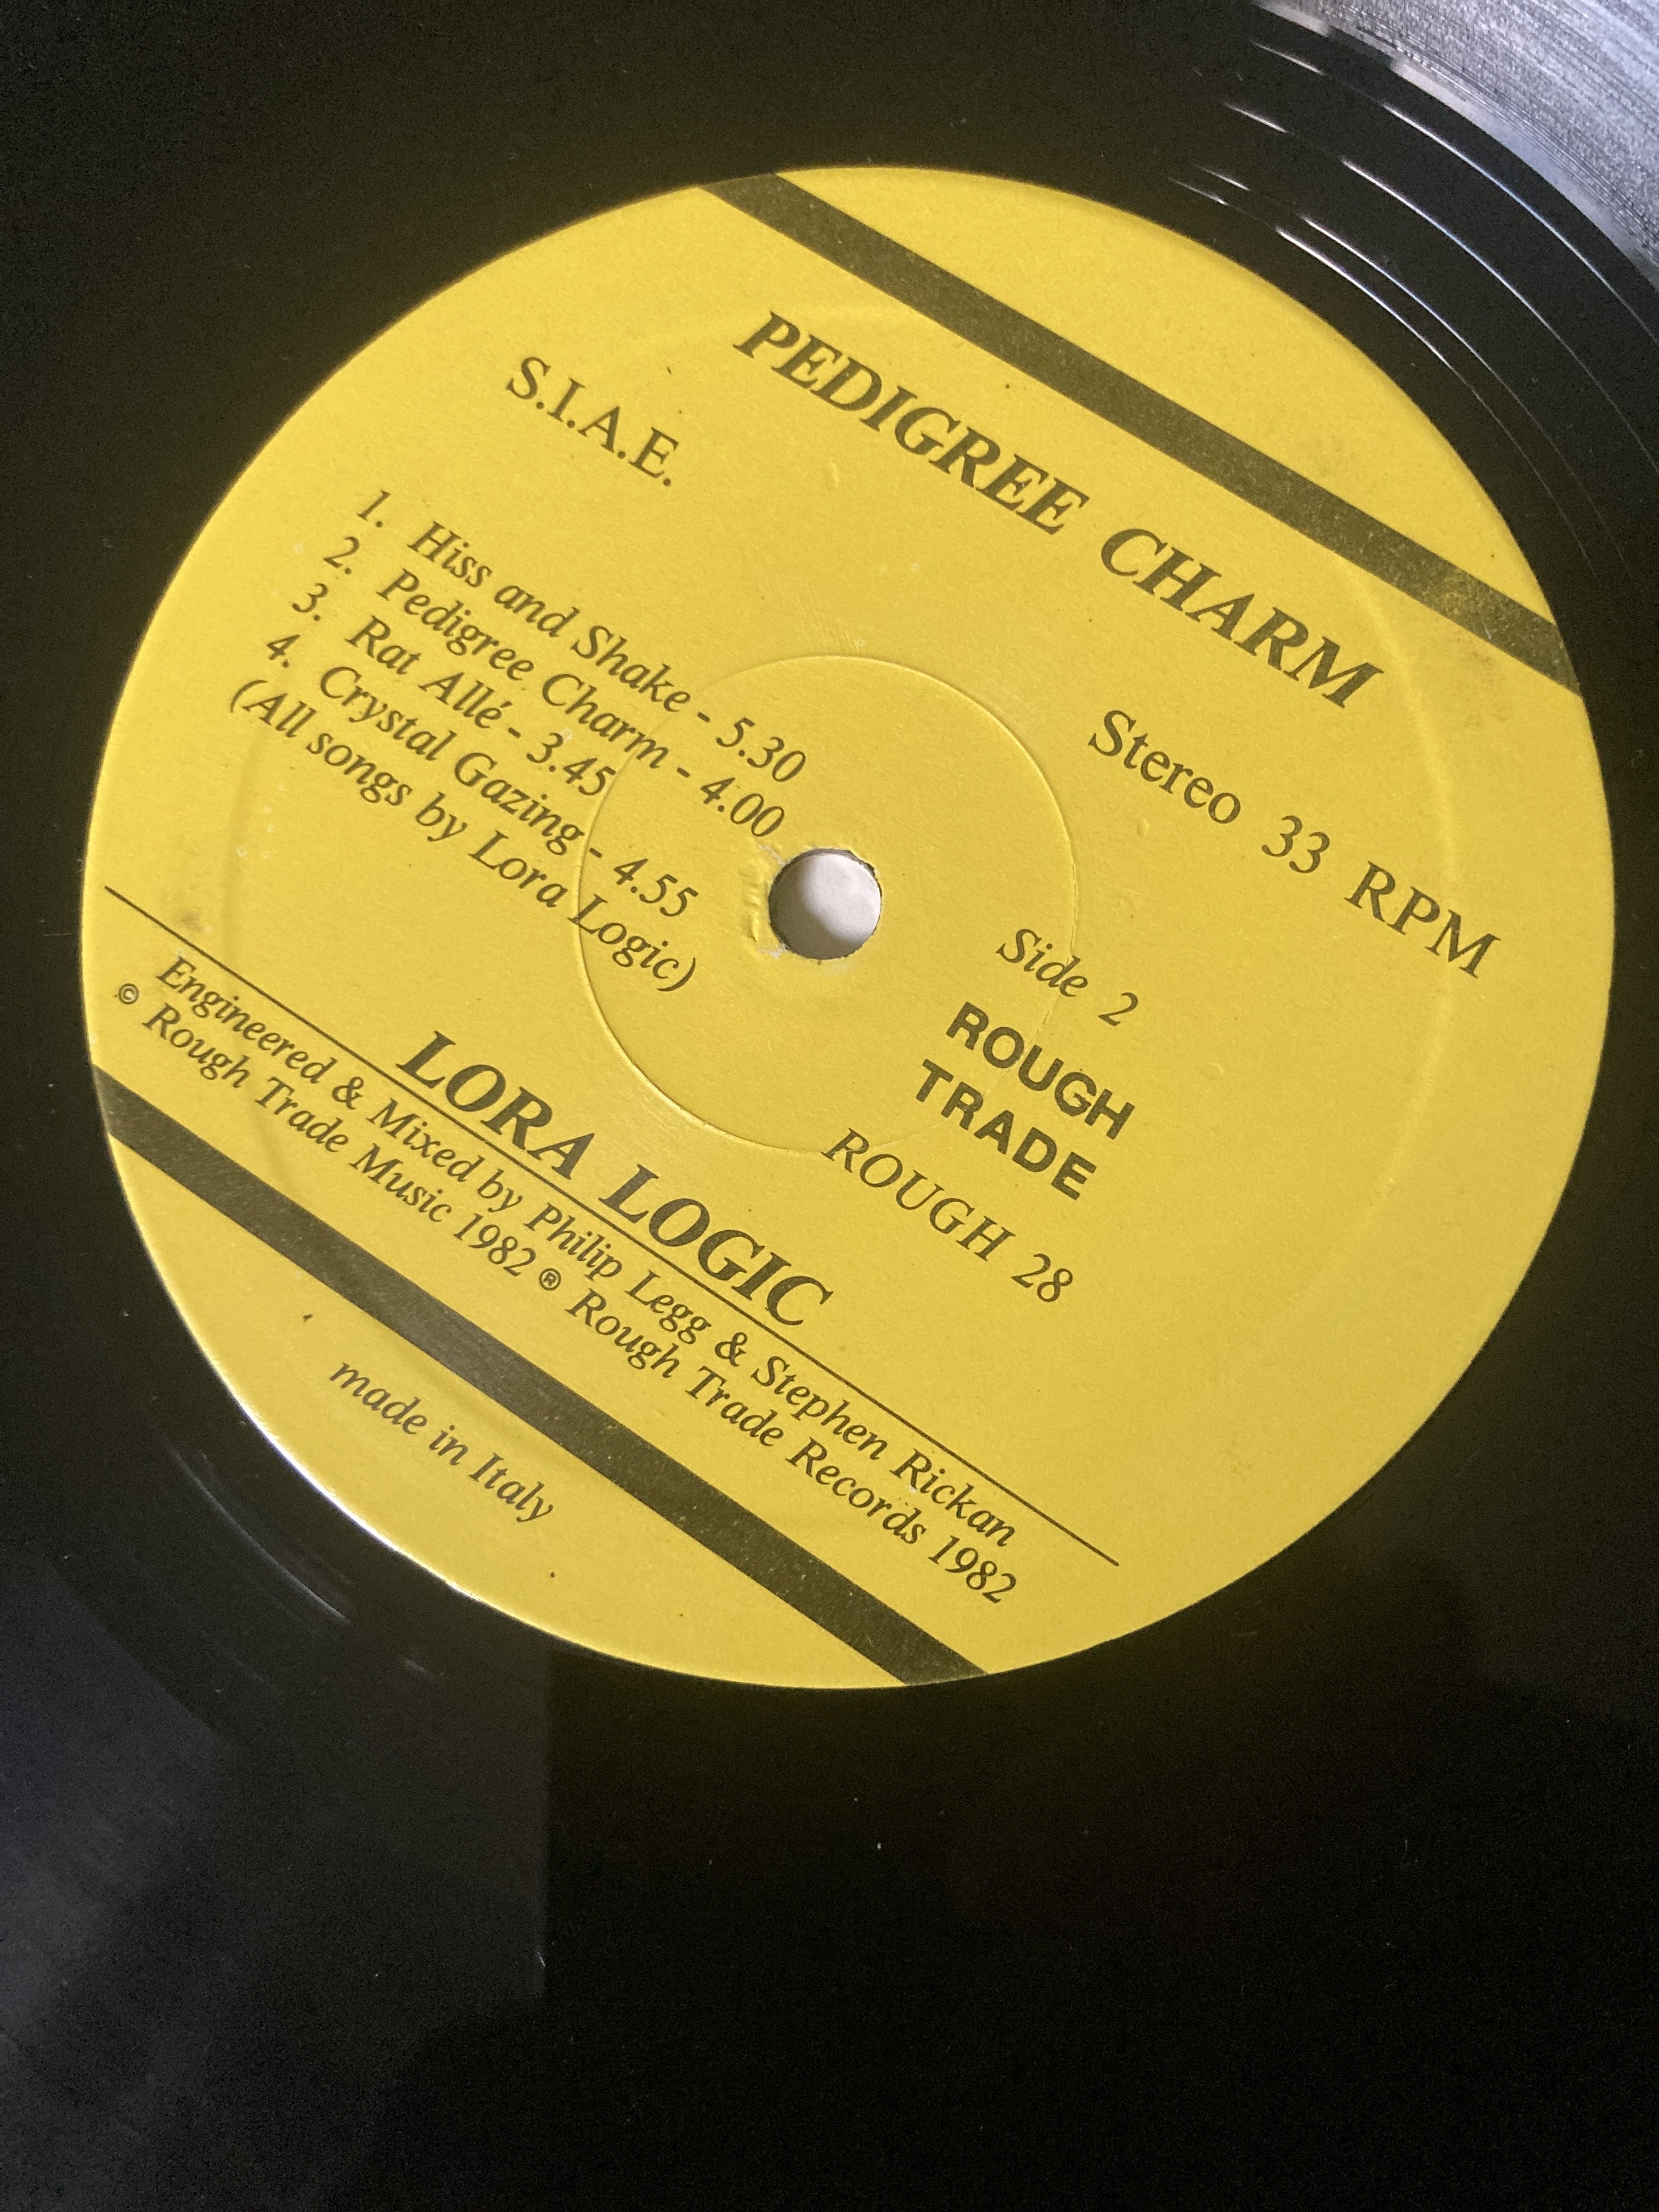 PEDIGREE CHARM
S.I.A.E.
Stereo 33 RPM
1. Hiss and Shake - 5.30
2. Pedigree Charm - 4.00
3. Rat Allé - 3.45
4. Crystal Gazing - 4.55
(All songs by Lora Logic)
Side 2
ROUGH
TRADE
ROUGH 28
LORA LOGIC
Engineered & Mixed by Philip Legg & Stephen Rickan
© Rough Trade Music 1982 ® Rough Trade Records 1982
made in Italy